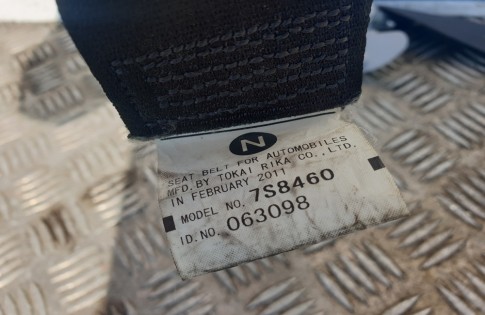 N
SEAT BELT FOR AUTOMOBILES
MFD. BY TOKAI RIKA CO., LTD.
IN FEBRUARY 2011
MODEL NO. 7S8460
ID. NO. 063098